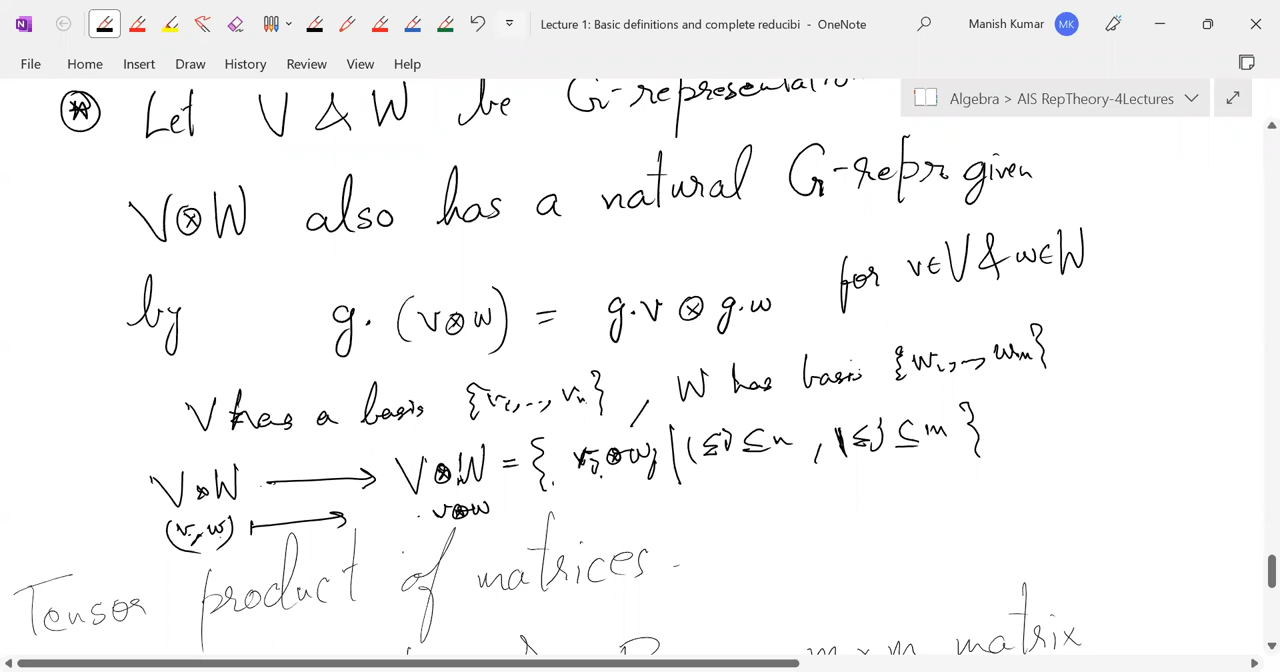 Lecture 1: Basic definitions and complete reducibi - OneNote
Manish Kumar MK
File Home Insert Draw History Review View Help
Algebra > AIS RepTheory-4Lectures
Let V & W be G-representation
V⊗W also has a natural G-repr given
by g.(v⊗w) = g.v ⊗ g.w for v∈V & w∈W
V has a basis {v1,..,vn}, W has basis {w1,..,wm}
V×W → V⊗W = { vi⊗wj | 1≤i≤n, 1≤j≤m }
(v,w) ↦ v⊗w
Tensor product of matrices.
m×m matrix